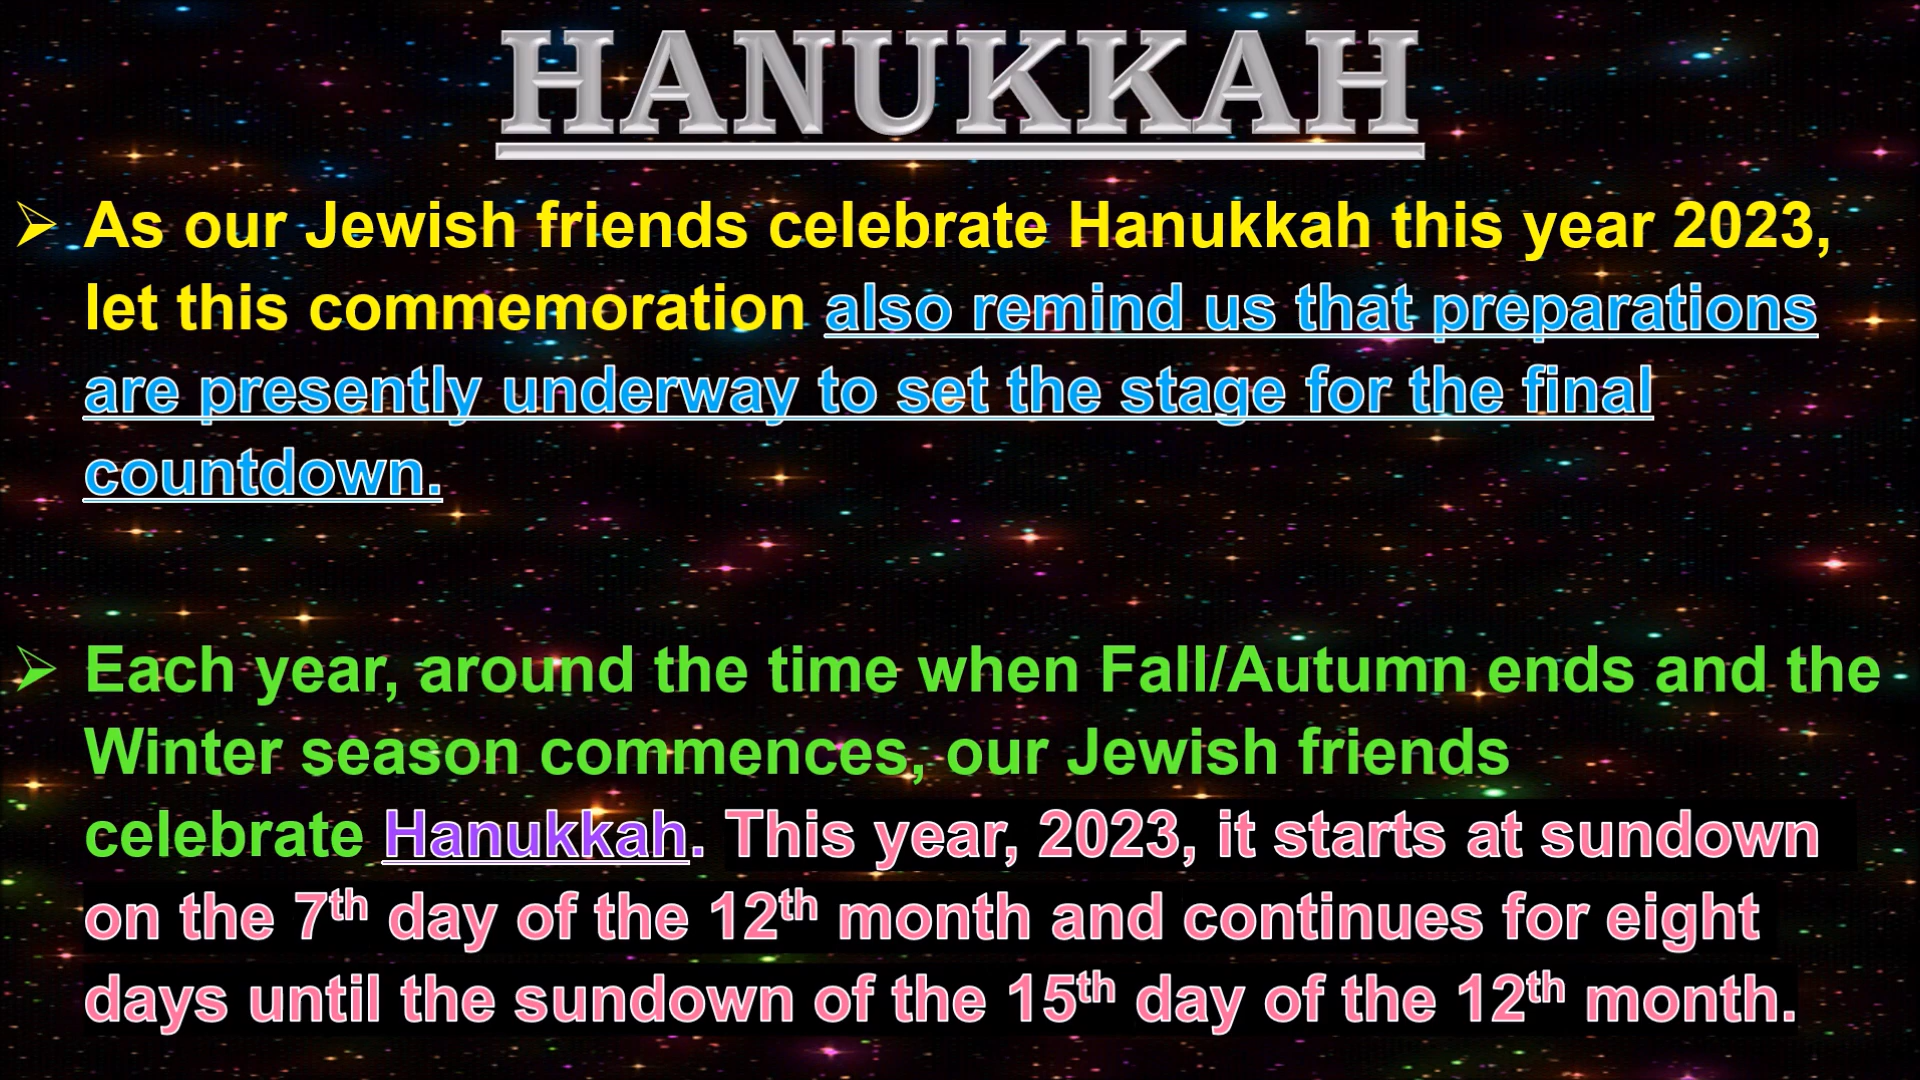 HANUKKAH
➢ As our Jewish friends celebrate Hanukkah this year 2023,
let this commemoration also remind us that preparations
are presently underway to set the stage for the final
countdown.
➢ Each year, around the time when Fall/Autumn ends and the
Winter season commences, our Jewish friends
celebrate Hanukkah. This year, 2023, it starts at sundown
on the 7th day of the 12th month and continues for eight
days until the sundown of the 15th day of the 12th month.